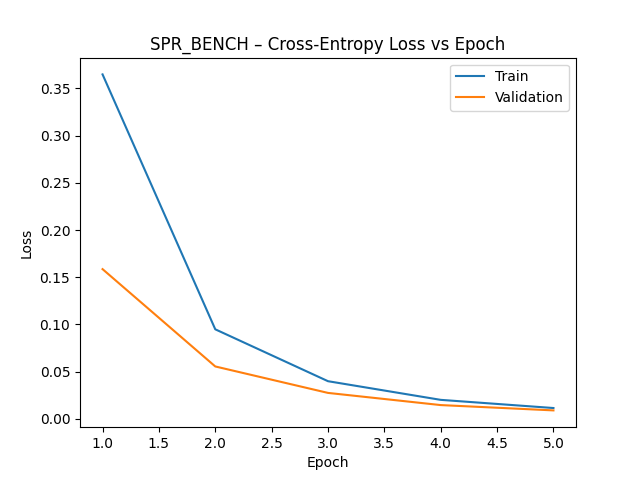 SPR_BENCH – Cross-Entropy Loss vs Epoch
Train
Validation
Loss
0.35
0.30
0.25
0.20
0.15
0.10
0.05
0.00
1.0 1.5 2.0 2.5 3.0 3.5 4.0 4.5 5.0
Epoch